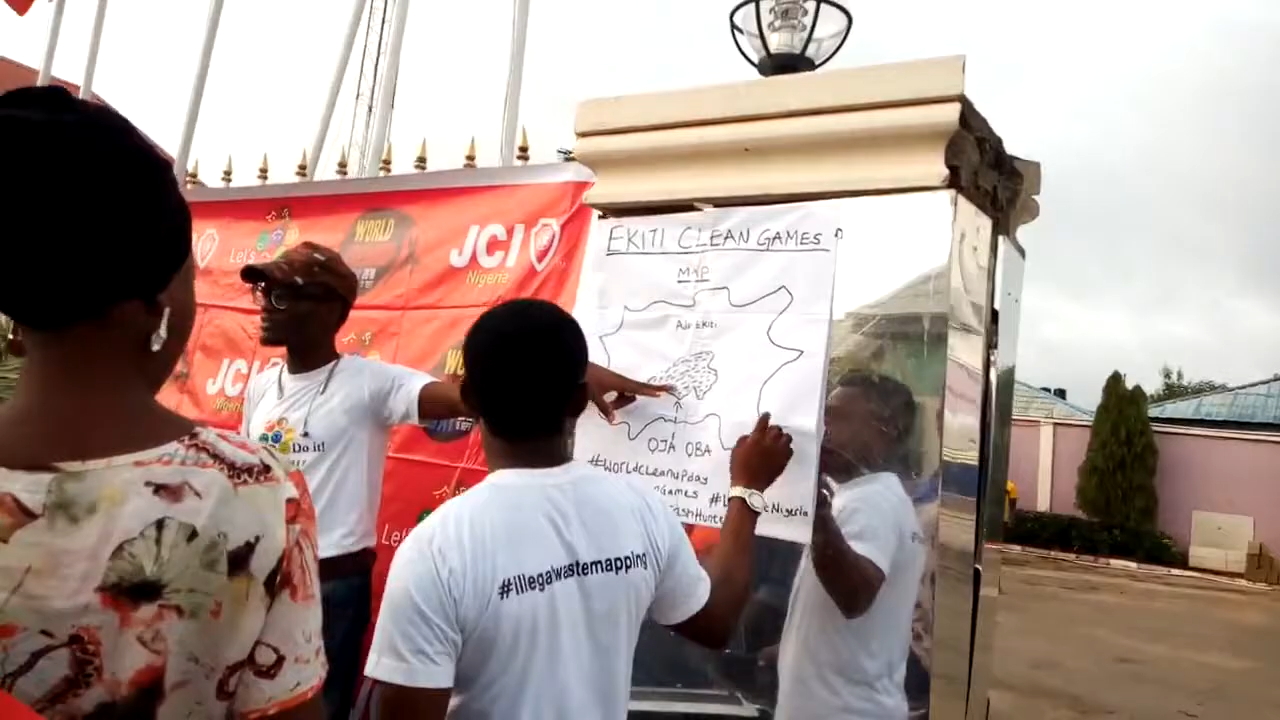 EKITI CLEAN GAMES
MAP
Ado Ekiti
OJA OBA
#WorldCleanUpday
Games
Nigeria
#illegalwastemapping
JCI
Nigeria
WORLD
Let's
JCI
Nigeria
Do it!